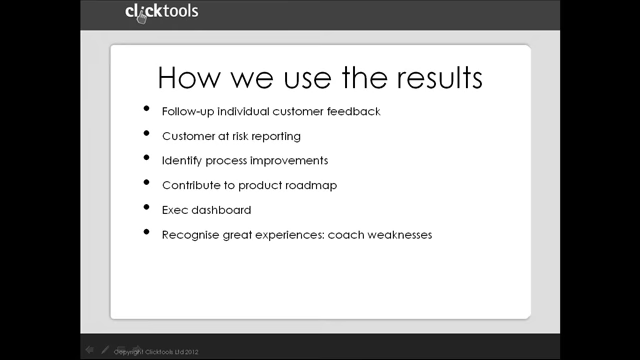 clicktools
How we use the results
• Follow-up individual customer feedback
• Customer at risk reporting
• Identify process improvements
• Contribute to product roadmap
• Exec dashboard
• Recognise great experiences: coach weaknesses
Copyright Clicktools Ltd 2012